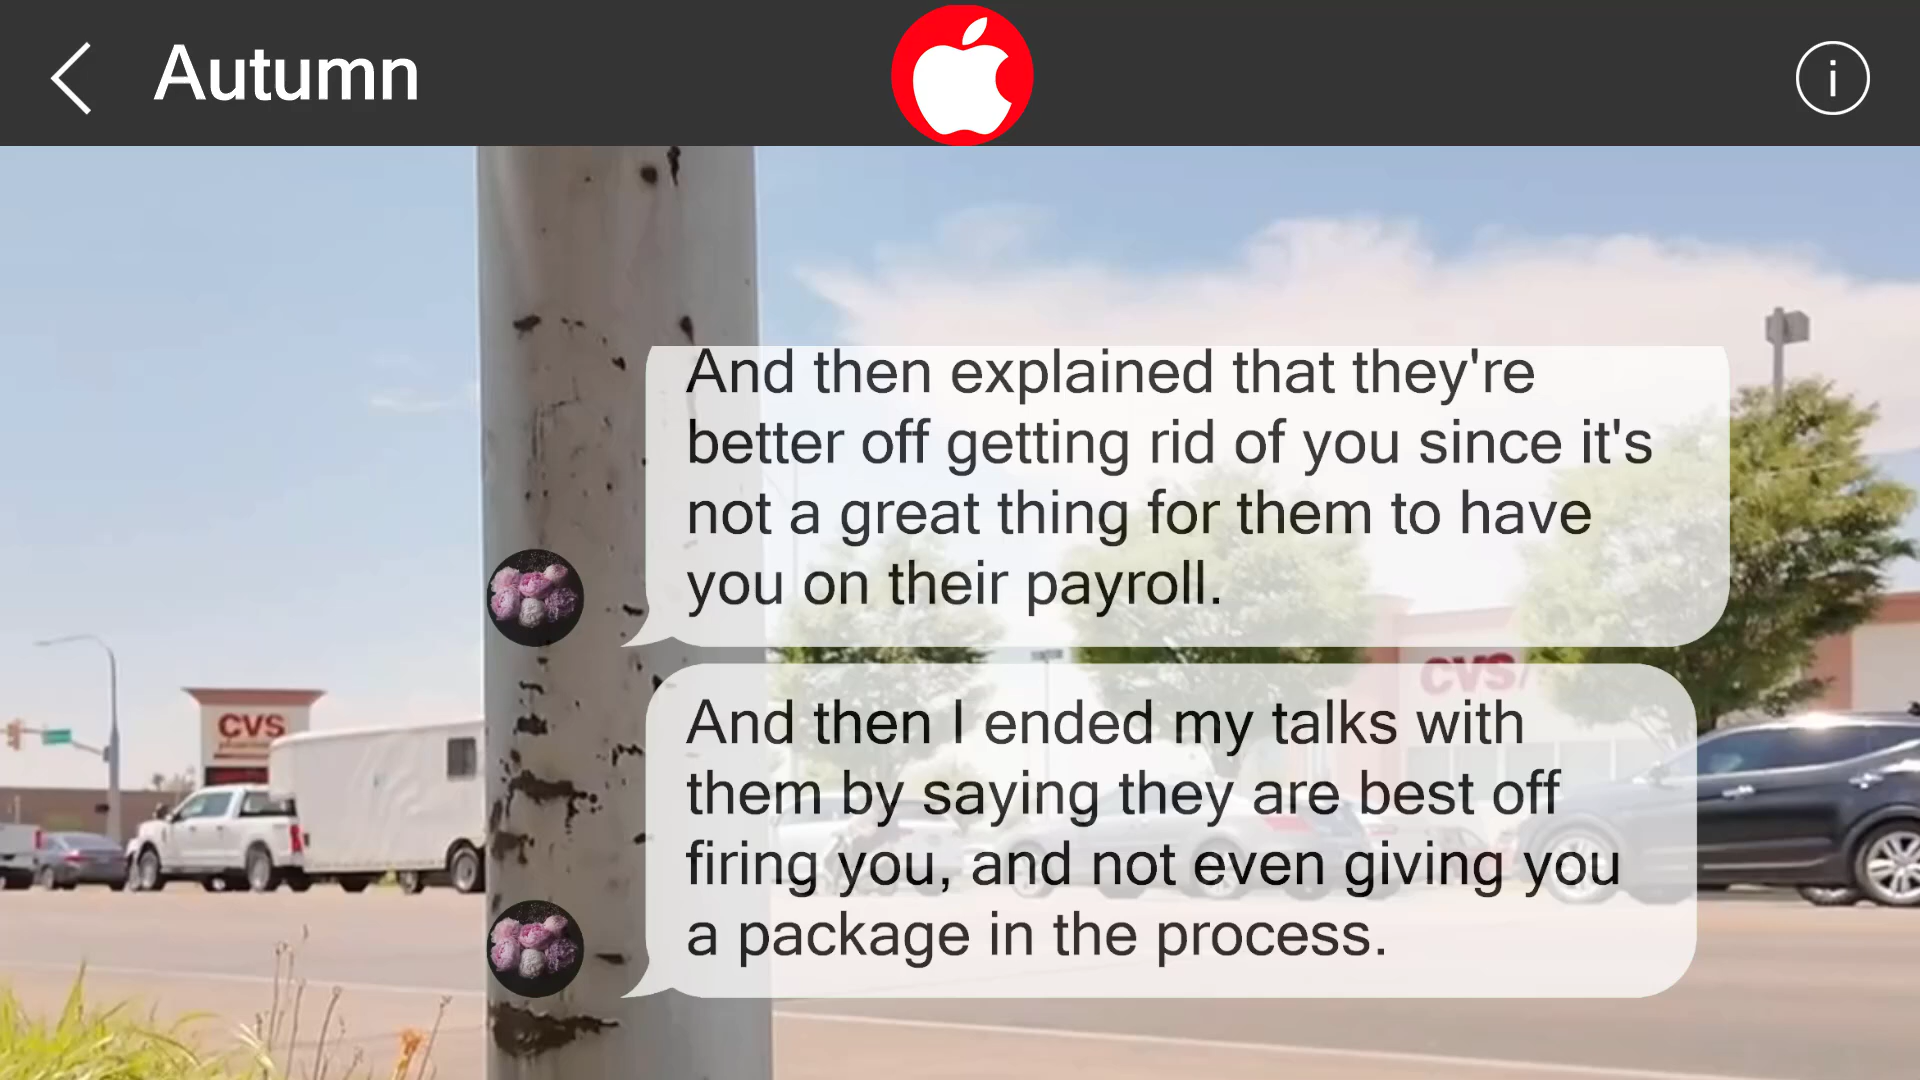 Autumn
i
And then explained that they're
better off getting rid of you since it's
not a great thing for them to have
you on their payroll.
CVS
CVS/
And then I ended my talks with
them by saying they are best off
firing you, and not even giving you
a package in the process.